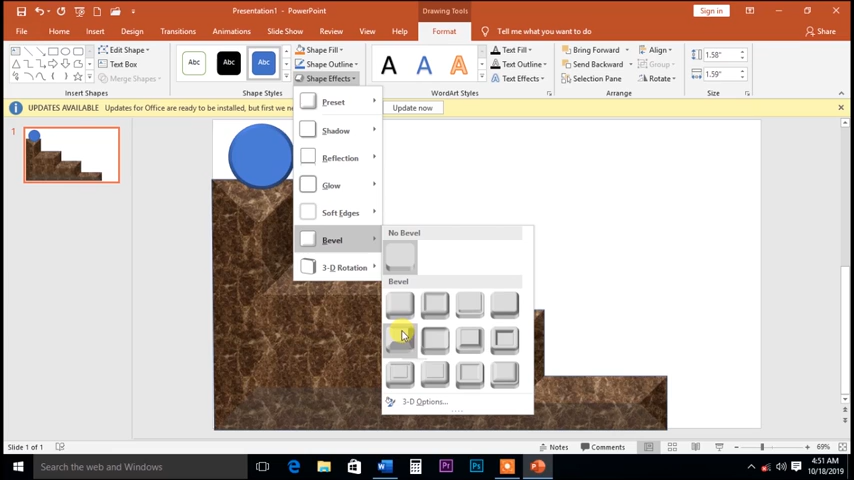 Presentation1 - PowerPoint
Drawing Tools
Sign in
File
Home
Insert
Design
Transitions
Animations
Slide Show
Review
View
Help
Format
Tell me what you want to do
Share
Edit Shape
Text Box
Merge Shapes
Insert Shapes
Abc
Abc
Abc
Shape Styles
Shape Fill
Shape Outline
Shape Effects
A
A
A
WordArt Styles
Text Fill
Text Outline
Text Effects
Bring Forward
Send Backward
Selection Pane
Align
Group
Rotate
Arrange
1.58"
1.59"
Size
UPDATES AVAILABLE Updates for Office are ready to be installed, but first we ne
Update now
1
Preset
Shadow
Reflection
Glow
Soft Edges
Bevel
3-D Rotation
No Bevel
Bevel
3-D Options...
Slide 1 of 1
Notes
Comments
69%
Search the web and Windows
4:51 AM
10/18/2019